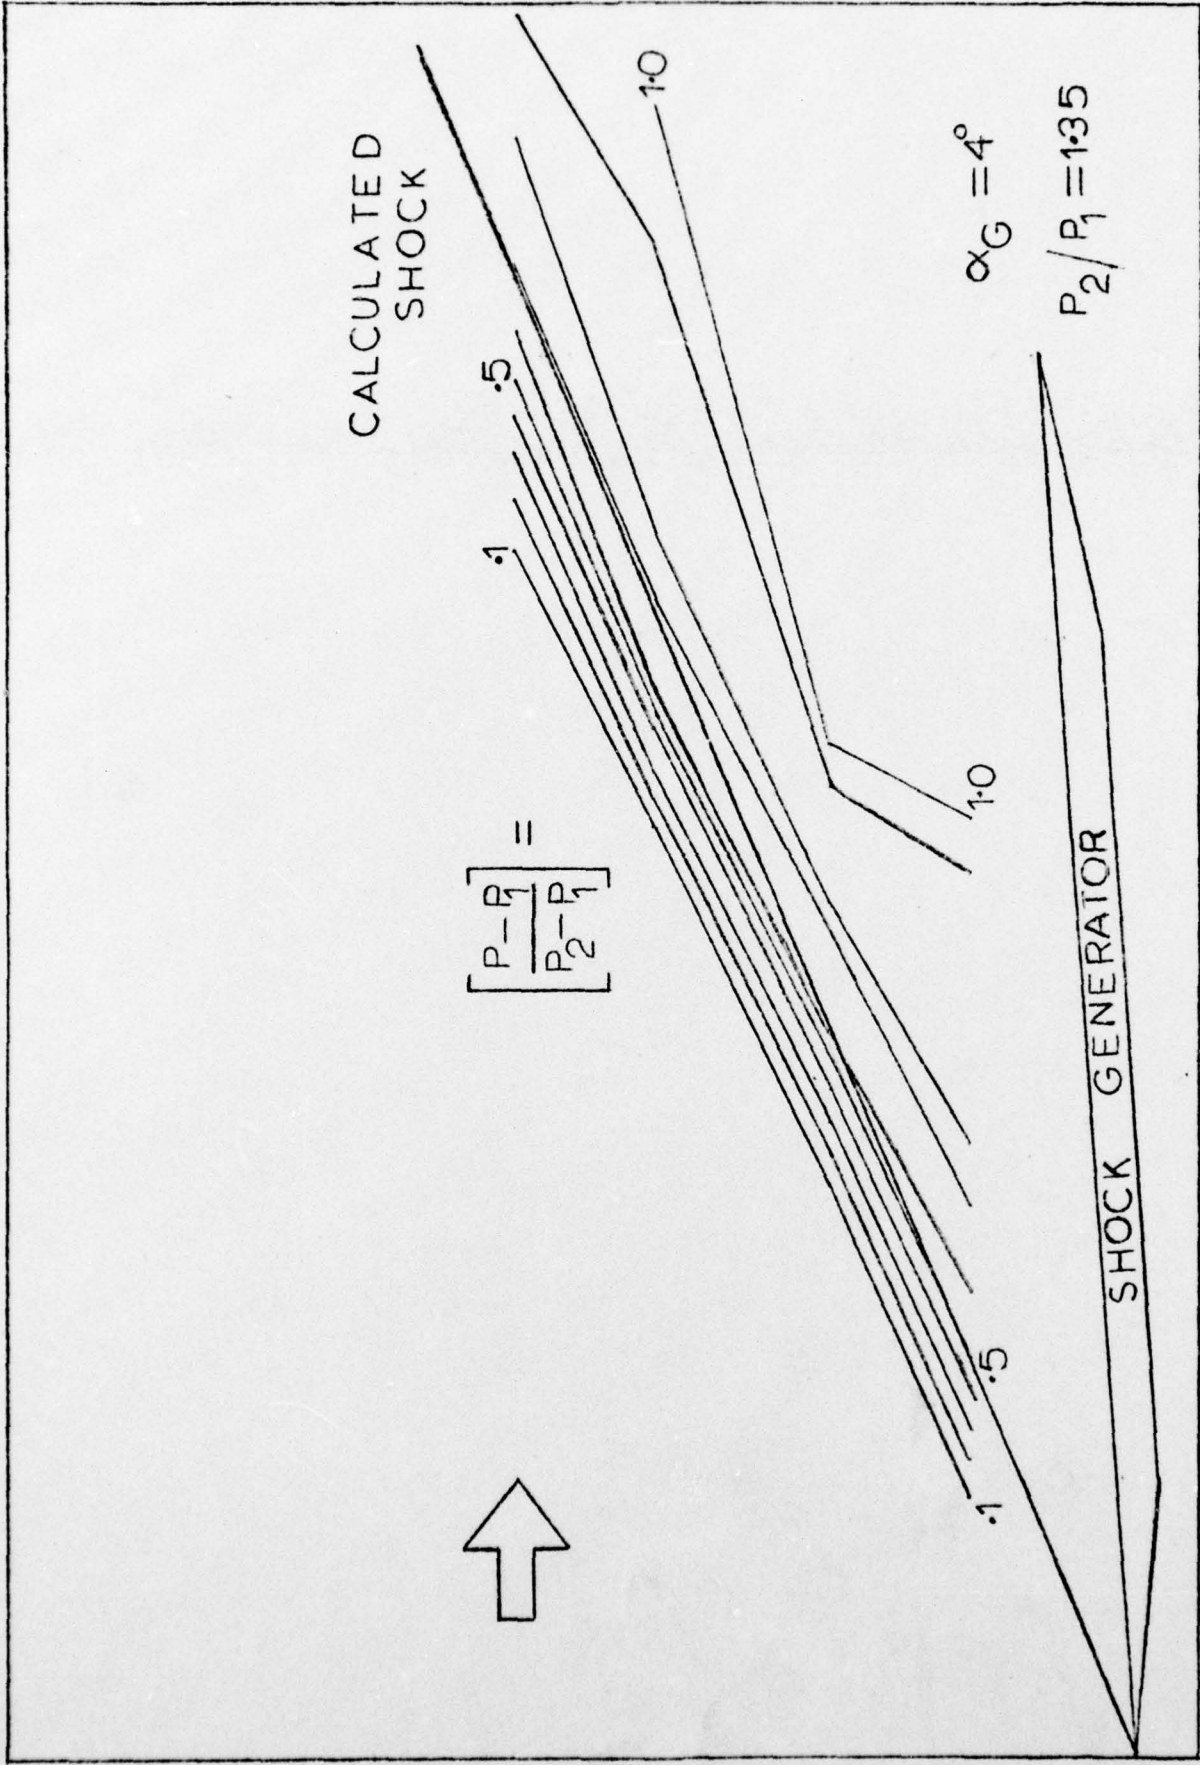 CALCULATED
SHOCK
.1
.5
1·0
[P-P₁
P₂-P₁] =
1·0
.1
.5
α_G = 4°
P₂/P₁ = 1·35
SHOCK GENERATOR